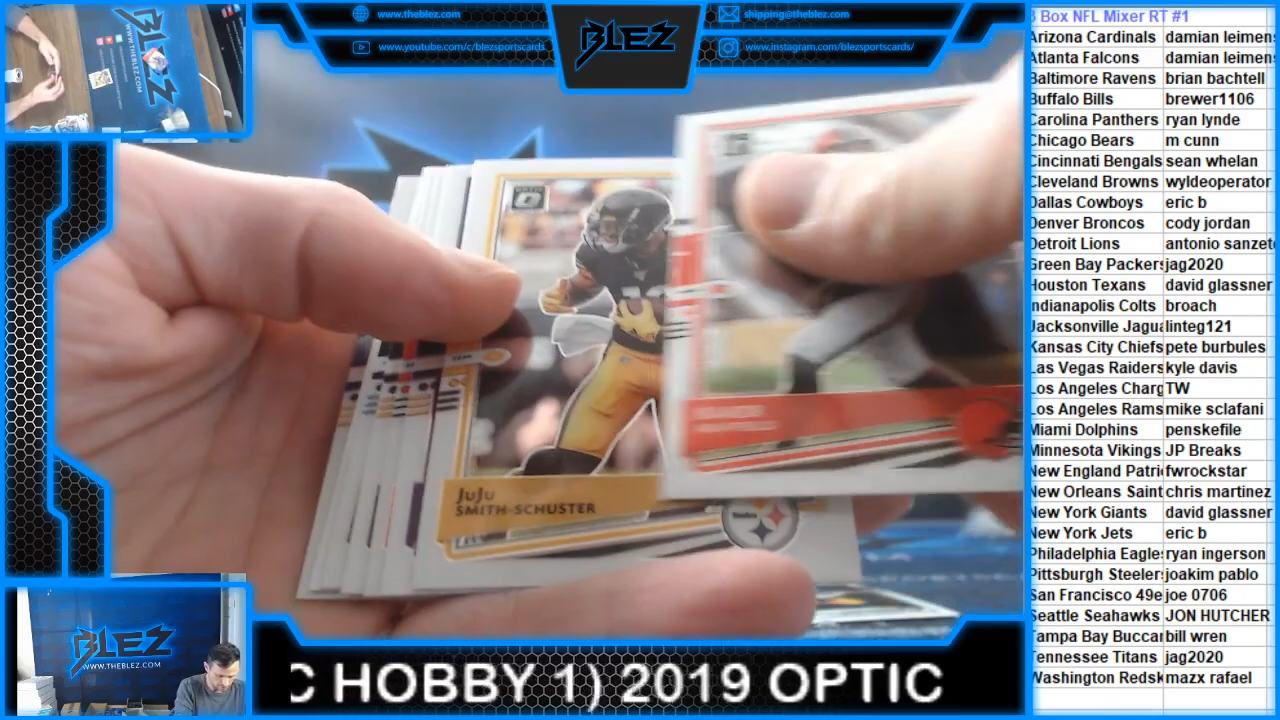 www.theblez.com
shipping@theblez.com
www.youtube.com/c/blezsportscards
www.instagram.com/blezsportscards/
BLEZ
BLEZ
WWW.THEBLEZ.COM
JuJu
SMITH-SCHUSTER
BLEZ
WWW.THEBLEZ.COM
C HOBBY 1) 2019 OPTIC
Box NFL Mixer RT #1
Arizona Cardinals damian leimens
Atlanta Falcons damian leimens
Baltimore Ravens brian bachtell
Buffalo Bills brewer1106
Carolina Panthers ryan lynde
Chicago Bears m cunn
Cincinnati Bengals sean whelan
Cleveland Browns wyldeoperator
Dallas Cowboys eric b
Denver Broncos cody jordan
Detroit Lions antonio sanzet
Green Bay Packers jag2020
Houston Texans david glassner
Indianapolis Colts broach
Jacksonville Jagua linteg121
Kansas City Chiefs pete burbules
Las Vegas Raiders kyle davis
Los Angeles Charg TW
Los Angeles Rams mike sclafani
Miami Dolphins penskefile
Minnesota Vikings JP Breaks
New England Patri fwrockstar
New Orleans Saint chris martinez
New York Giants david glassner
New York Jets eric b
Philadelphia Eagle ryan ingerson
Pittsburgh Steeler joakim pablo
San Francisco 49e joe 0706
Seattle Seahawks JON HUTCHER
Tampa Bay Buccar bill wren
Tennessee Titans jag2020
Washington Redsk mazx rafael